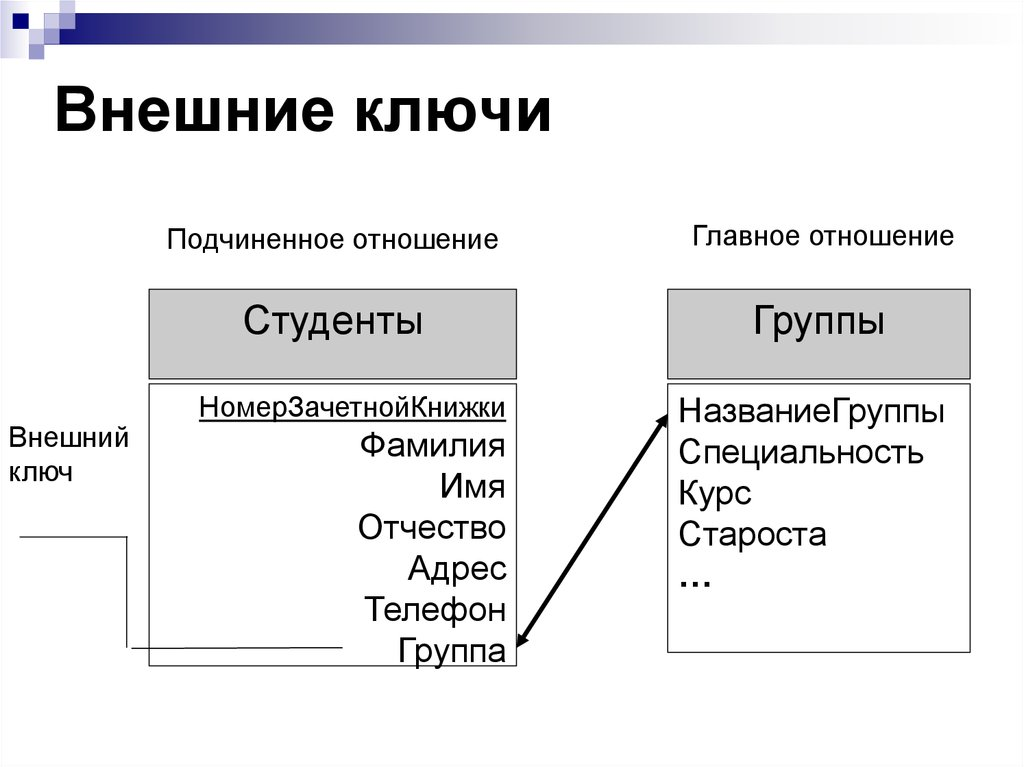 Внешние ключи
Подчиненное отношение
Главное отношение
Студенты
Группы
Внешний
ключ
НомерЗачетнойКнижки
Фамилия
Имя
Отчество
Адрес
Телефон
Группа
НазваниеГруппы
Специальность
Курс
Староста
...